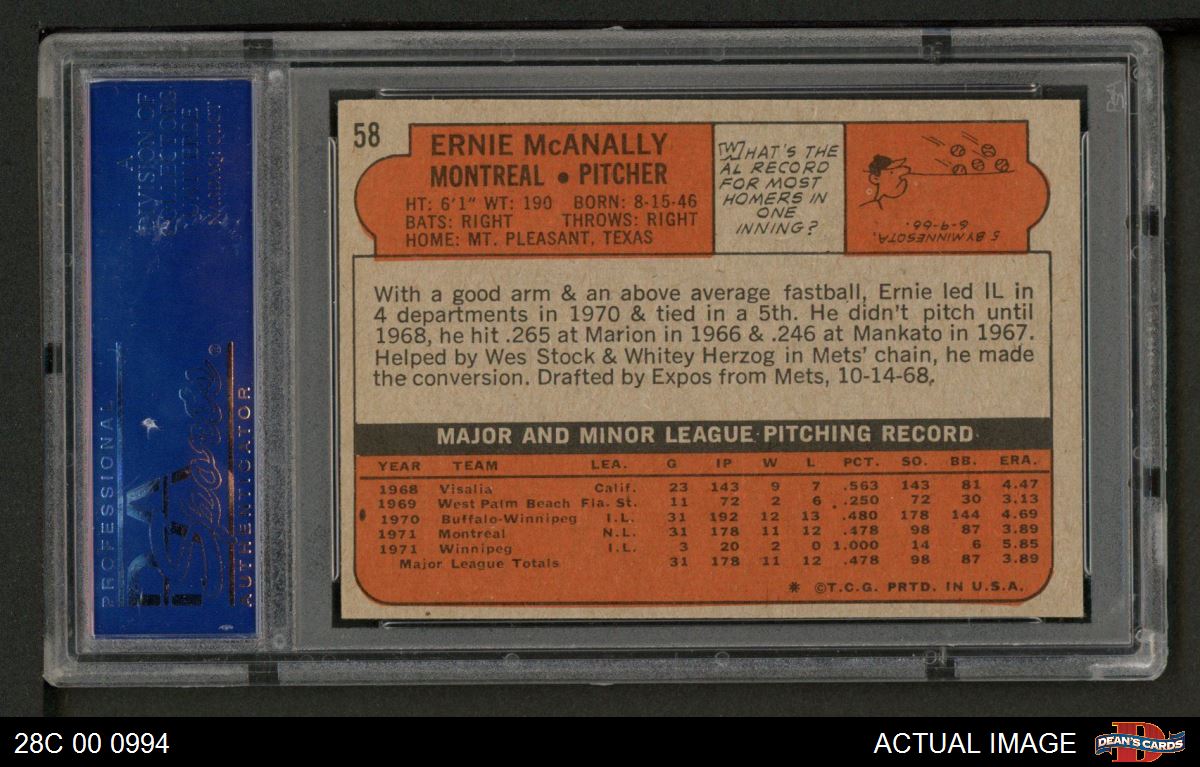 A
DIVISION OF
COLLECTORS
UNIVERSE
NASDAQ: CLCT
PROFESSIONAL
PSA
Sports
®
AUTHENTICATOR
58
ERNIE McANALLY
MONTREAL • PITCHER
HT: 6'1" WT: 190 BORN: 8-15-46
BATS: RIGHT THROWS: RIGHT
HOME: MT. PLEASANT, TEXAS
WHAT'S THE
AL RECORD
FOR MOST
HOMERS IN
ONE
INNING?
5 BY MINNESOTA,
6-9-66.
With a good arm & an above average fastball, Ernie led IL in
4 departments in 1970 & tied in a 5th. He didn't pitch until
1968, he hit .265 at Marion in 1966 & .246 at Mankato in 1967.
Helped by Wes Stock & Whitey Herzog in Mets' chain, he made
the conversion. Drafted by Expos from Mets, 10-14-68.
MAJOR AND MINOR LEAGUE PITCHING RECORD
YEAR TEAM LEA. G IP W L PCT. SO. BB. ERA.
1968 Visalia Calif. 23 143 9 7 .563 143 81 4.47
1969 West Palm Beach Fla. St. 11 72 2 6 .250 72 30 3.13
1970 Buffalo-Winnipeg I.L. 31 192 12 13 .480 178 144 4.69
1971 Montreal N.L. 31 178 11 12 .478 98 87 3.89
1971 Winnipeg I.L. 3 20 2 0 1.000 14 6 5.85
Major League Totals 31 178 11 12 .478 98 87 3.89
* ©T.C.G. PRTD. IN U.S.A.
28C 00 0994
ACTUAL IMAGE
DEAN'S CARDS